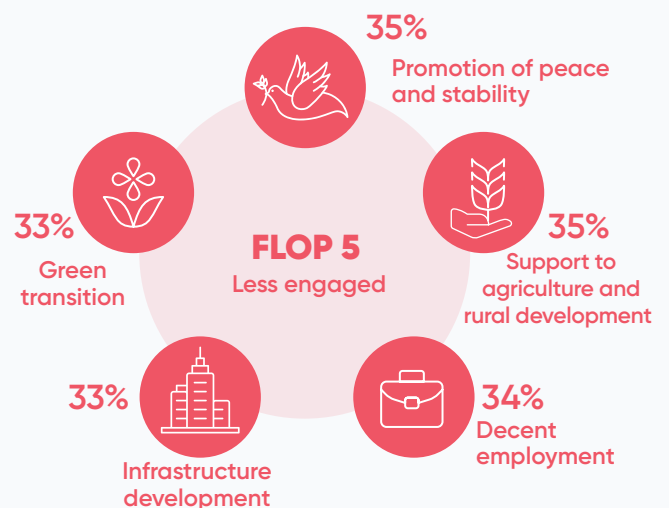 35%
Promotion of peace
and stability
35%
Support to
agriculture and
rural development
34%
Decent
employment
33%
Infrastructure
development
33%
Green
transition
FLOP 5
Less engaged